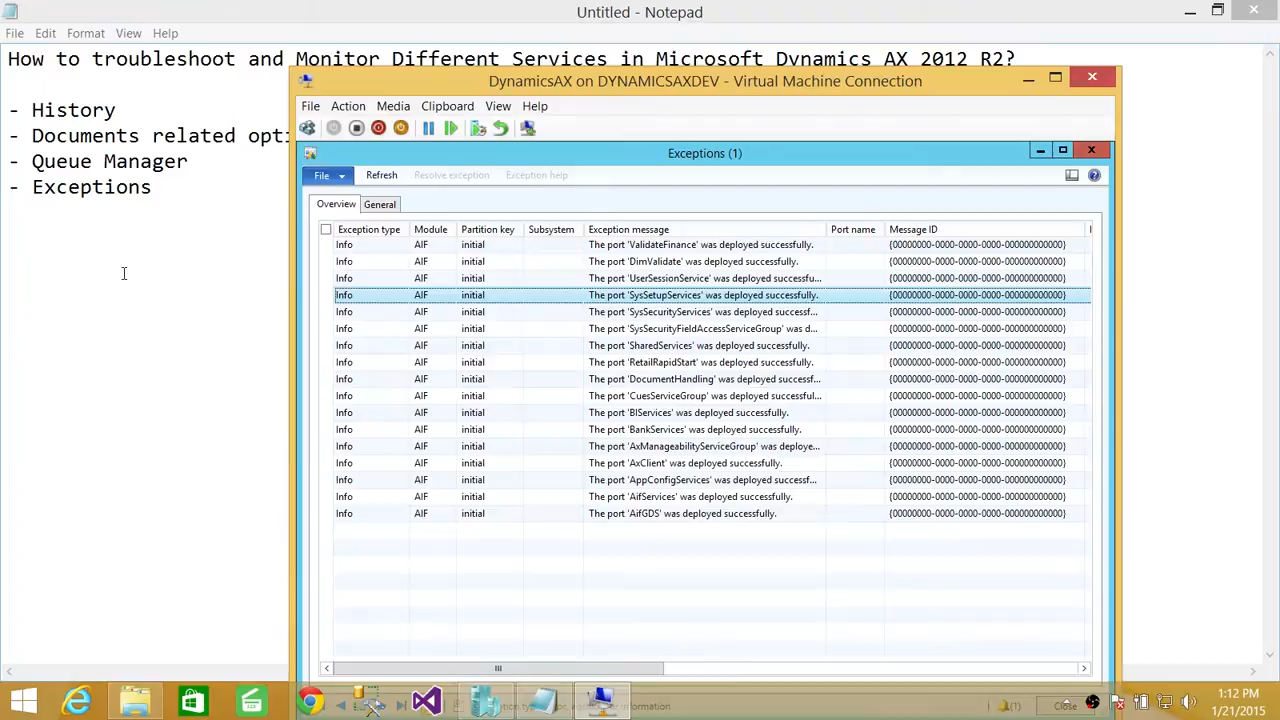 Untitled - Notepad
File Edit Format View Help
How to troubleshoot and Monitor Different Services in Microsoft Dynamics AX 2012 R2?
- History
- Documents related opti
- Queue Manager
- Exceptions
DynamicsAX on DYNAMICSAXDEV - Virtual Machine Connection
File Action Media Clipboard View Help
Exceptions (1)
File Refresh Resolve exception Exception help
Overview General
Exception type Module Partition key Subsystem Exception message Port name Message ID
Info AIF initial The port 'ValidateFinance' was deployed successfully. {00000000-0000-0000-0000-000000000000}
Info AIF initial The port 'DimValidate' was deployed successfully. {00000000-0000-0000-0000-000000000000}
Info AIF initial The port 'UserSessionService' was deployed successfu... {00000000-0000-0000-0000-000000000000}
Info AIF initial The port 'SysSetupServices' was deployed successfully. {00000000-0000-0000-0000-000000000000}
Info AIF initial The port 'SysSecurityServices' was deployed successf... {00000000-0000-0000-0000-000000000000}
Info AIF initial The port 'SysSecurityFieldAccessServiceGroup' was d... {00000000-0000-0000-0000-000000000000}
Info AIF initial The port 'SharedServices' was deployed successfully. {00000000-0000-0000-0000-000000000000}
Info AIF initial The port 'RetailRapidStart' was deployed successfully. {00000000-0000-0000-0000-000000000000}
Info AIF initial The port 'DocumentHandling' was deployed successf... {00000000-0000-0000-0000-000000000000}
Info AIF initial The port 'CuesServiceGroup' was deployed successful... {00000000-0000-0000-0000-000000000000}
Info AIF initial The port 'BIServices' was deployed successfully. {00000000-0000-0000-0000-000000000000}
Info AIF initial The port 'BankServices' was deployed successfully. {00000000-0000-0000-0000-000000000000}
Info AIF initial The port 'AxManageabilityServiceGroup' was deploye... {00000000-0000-0000-0000-000000000000}
Info AIF initial The port 'AxClient' was deployed successfully. {00000000-0000-0000-0000-000000000000}
Info AIF initial The port 'AppConfigServices' was deployed successf... {00000000-0000-0000-0000-000000000000}
Info AIF initial The port 'AifServices' was deployed successfully. {00000000-0000-0000-0000-000000000000}
Info AIF initial The port 'AifGDS' was deployed successfully. {00000000-0000-0000-0000-000000000000}
(1) Close
1:12 PM
1/21/2015